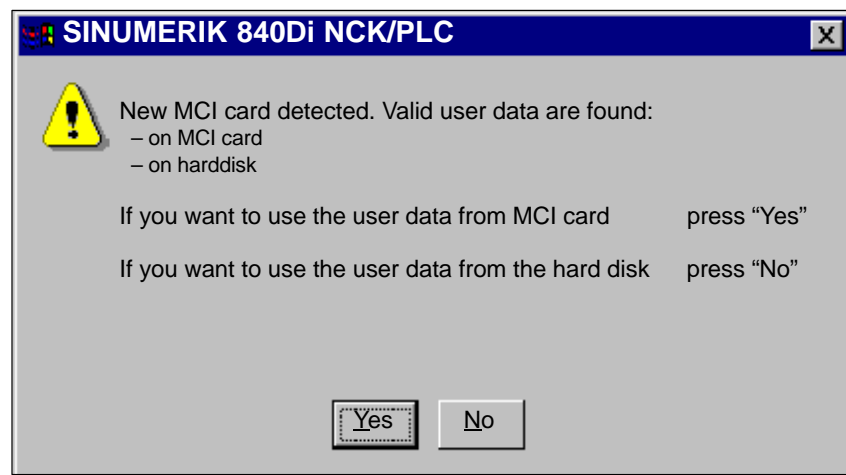 SINUMERIK 840Di NCK/PLC
New MCI card detected. Valid user data are found:
– on MCI card
– on harddisk
If you want to use the user data from MCI card press “Yes”
If you want to use the user data from the hard disk press “No”
Yes No